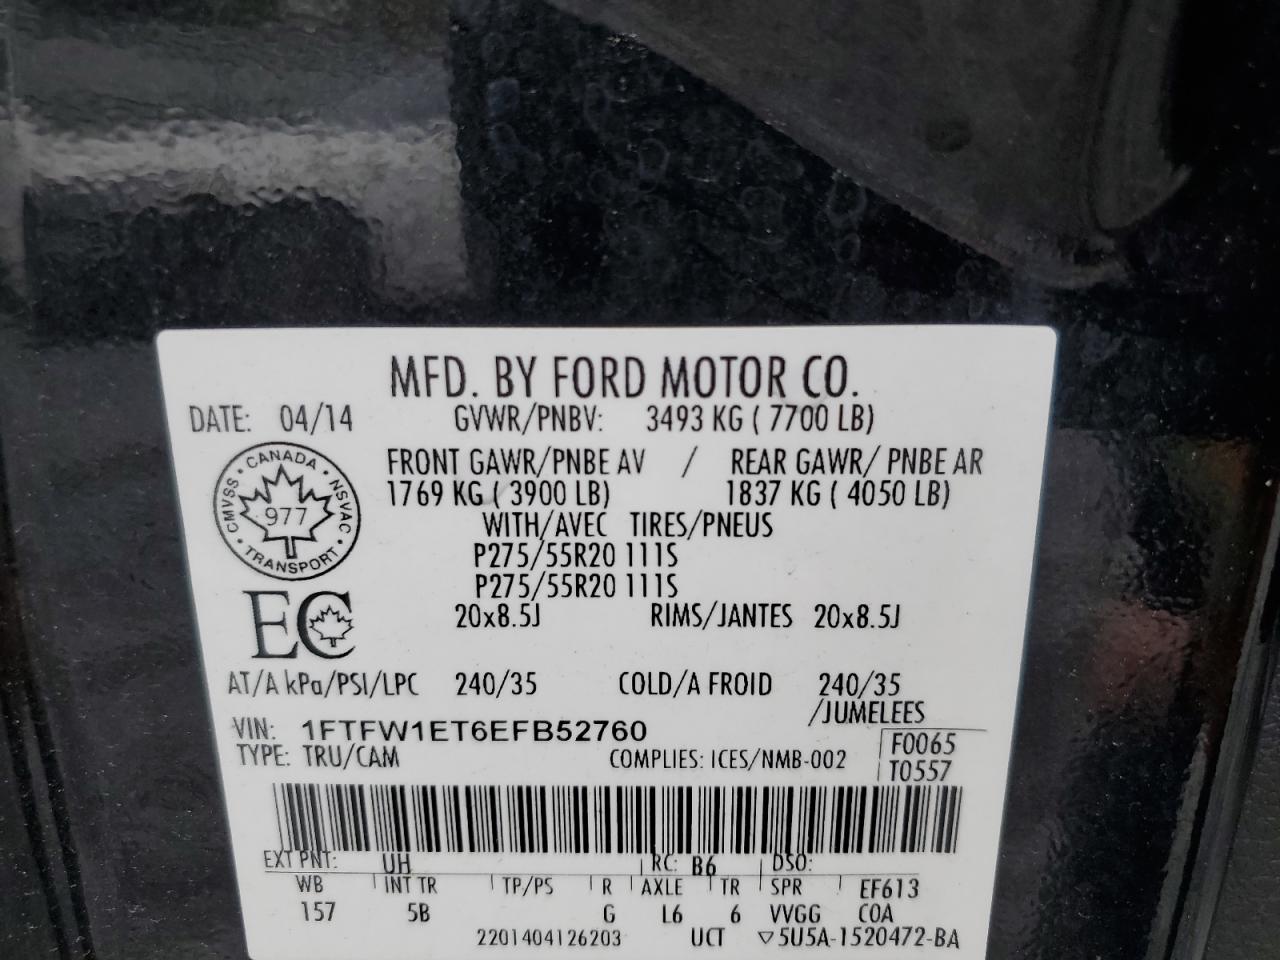 MFD. BY FORD MOTOR CO.
DATE: 04/14 GVWR/PNBV: 3493 KG ( 7700 LB)
FRONT GAWR/PNBE AV / REAR GAWR/ PNBE AR
1769 KG ( 3900 LB) 1837 KG ( 4050 LB)
WITH/AVEC TIRES/PNEUS
P275/55R20 111S
P275/55R20 111S
20x8.5J RIMS/JANTES 20x8.5J
CANADA
CMVSS 977 NSVAC
TRANSPORT
EC
AT/A kPa/PSI/LPC 240/35 COLD/A FROID 240/35
/JUMELEES
VIN: 1FTFW1ET6EFB52760
TYPE: TRU/CAM COMPLIES: ICES/NMB-002
F0065
T0557
EXT PNT: UH RC: B6 DSO:
WB INT TR TP/PS R AXLE TR SPR EF613
157 5B G L6 6 VVGG COA
2201404126203 UCT ▽5U5A-1520472-BA